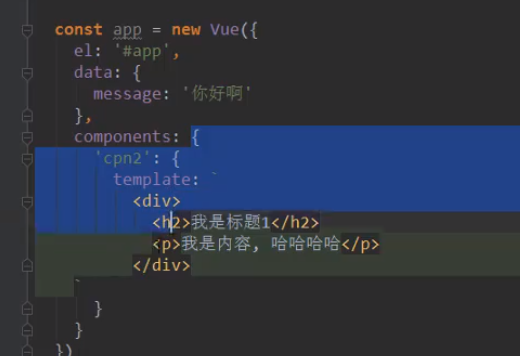 const app = new Vue({
el: '#app',
data: {
message: '你好啊'
},
components: {
'cpn2': {
template: `
<div>
<h2>我是标题1</h2>
<p>我是内容, 哈哈哈哈</p>
</div>
`
}
}
})